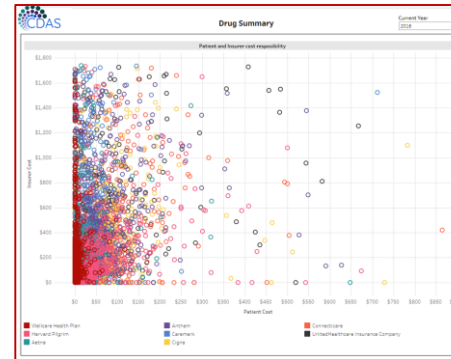 CDAS
Drug Summary
Current Year
2016
Patient and Insurer cost resposibility
Insurer Cost
$1,800
$1,600
$1,400
$1,200
$1,000
$800
$600
$400
$200
$0
$0 $50 $100 $150 $200 $250 $300 $350 $400 $450 $500 $550 $600 $650 $700 $750 $800 $850
Patient Cost
Wellcare Health Plan
Anthem
Connecticare
Harvard Pilgrim
Caremark
UnitedHealthcare Insurance Company
Aetna
Cigna